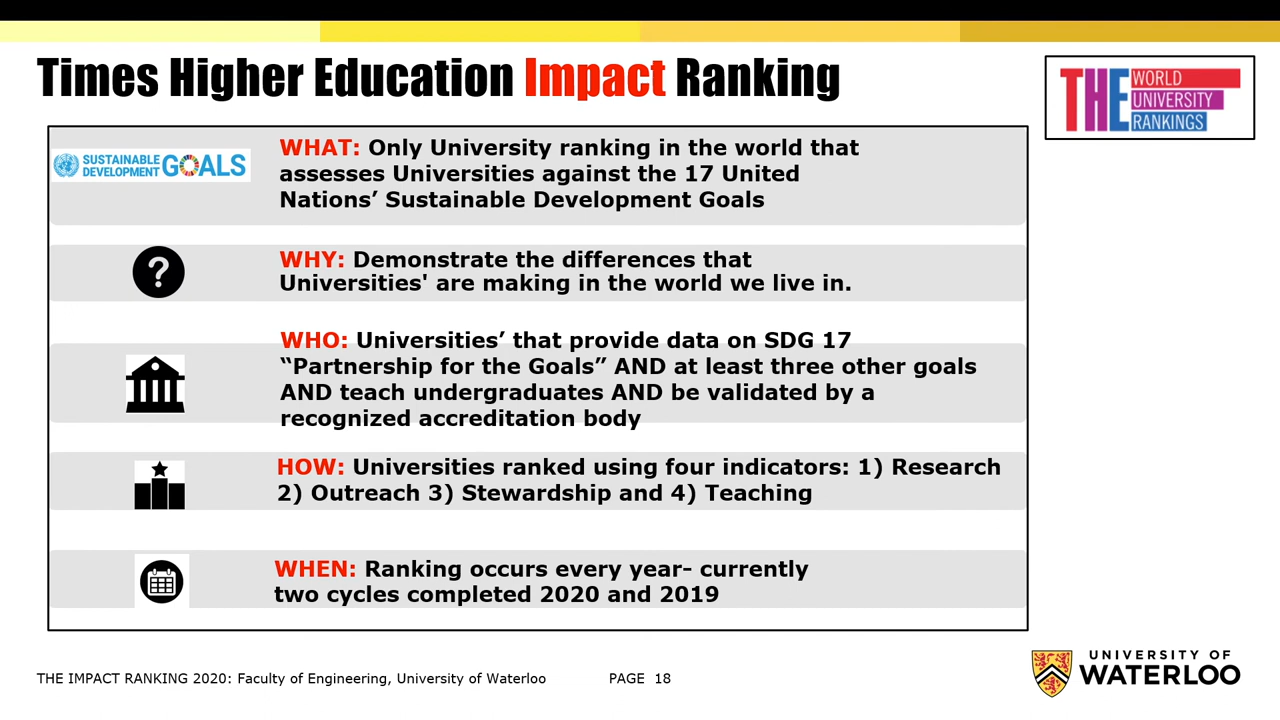 Times Higher Education Impact Ranking
THE WORLD
UNIVERSITY
RANKINGS
SUSTAINABLE
DEVELOPMENT GOALS
WHAT: Only University ranking in the world that
assesses Universities against the 17 United
Nations’ Sustainable Development Goals
?
WHY: Demonstrate the differences that
Universities' are making in the world we live in.
WHO: Universities’ that provide data on SDG 17
“Partnership for the Goals” AND at least three other goals
AND teach undergraduates AND be validated by a
recognized accreditation body
HOW: Universities ranked using four indicators: 1) Research
2) Outreach 3) Stewardship and 4) Teaching
WHEN: Ranking occurs every year- currently
two cycles completed 2020 and 2019
THE IMPACT RANKING 2020: Faculty of Engineering, University of Waterloo PAGE 18
UNIVERSITY OF
WATERLOO